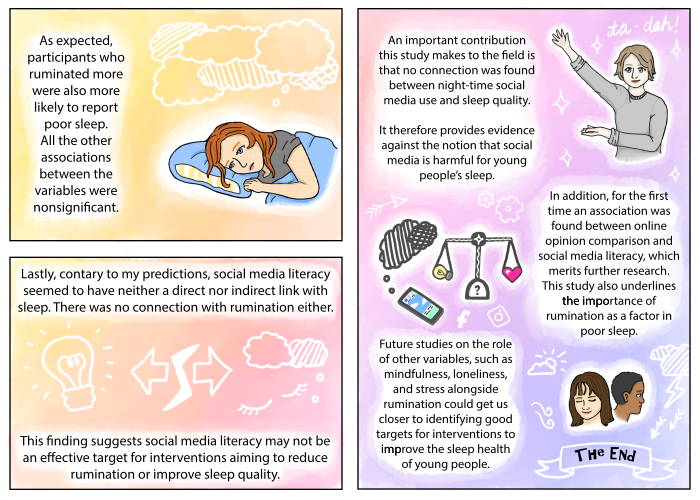 As expected,
participants who
ruminated more
were also more
likely to report
poor sleep.
All the other
associations
between the
variables were
nonsignificant.
Lastly, contary to my predictions, social media literacy
seemed to have neither a direct nor indirect link with
sleep. There was no connection with rumination either.
This finding suggests social media literacy may not be
an effective target for interventions aiming to reduce
rumination or improve sleep quality.
ta-dah!
An important contribution
this study makes to the field is
that no connection was found
between night-time social
media use and sleep quality.
It therefore provides evidence
against the notion that social
media is harmful for young
people's sleep.
In addition, for the first
time an association was
found between online
opinion comparison and
social media literacy, which
merits further research.
This study also underlines
the importance of
rumination as a factor in
poor sleep.
?
f
Future studies on the role
of other variables, such as
mindfulness, loneliness,
and stress alongside
rumination could get us
closer to identifying good
targets for interventions to
improve the sleep health
of young people.
THE END